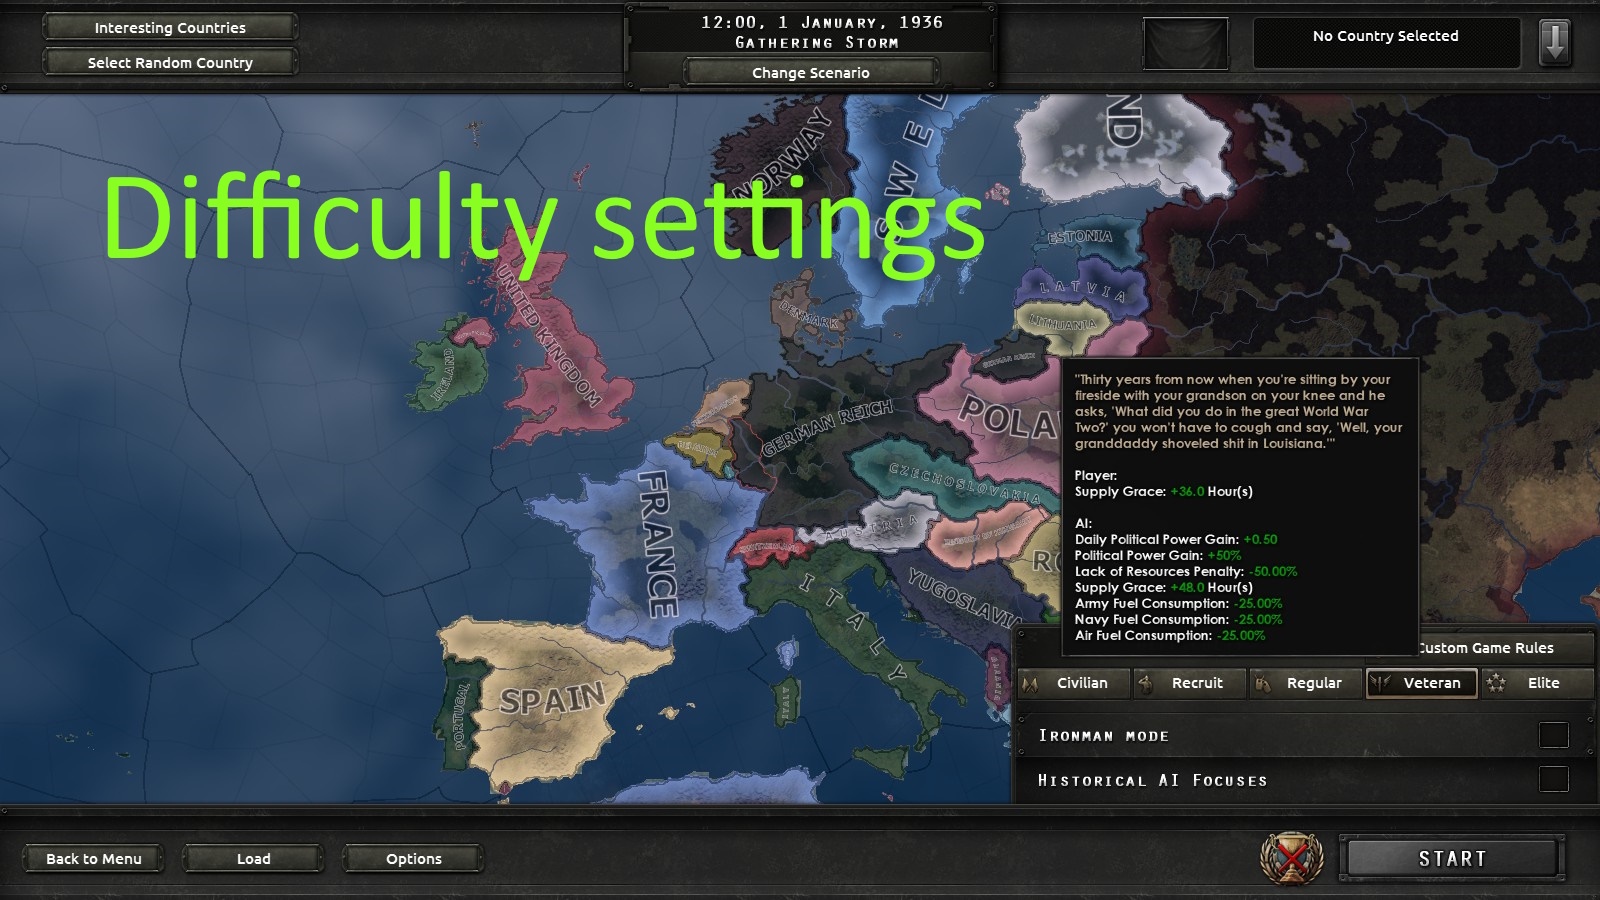 Interesting Countries
Select Random Country
12:00, 1 January, 1936
Gathering Storm
Change Scenario
No Country Selected
Difficulty settings
NORWAY
SWED
ND
ESTONIA
LATVIA
LITHUANIA
DENMARK
UNITED KINGDOM
IRELAND
GERMAN REICH
POLA
BELGIUM
CZECHOSLOVAKIA
FRANCE
AUSTRIA
SWITZERLAND
RO
YUGOSLAVIA
ITALY
SPAIN
PORTUGAL
ITALY
"Thirty years from now when you're sitting by your
fireside with your grandson on your knee and he
asks, 'What did you do in the great World War
Two?' you won't have to cough and say, 'Well, your
granddaddy shoveled shit in Louisiana.'"
Player:
Supply Grace: +36.0 Hour(s)
AI:
Daily Political Power Gain: +0.50
Political Power Gain: +50%
Lack of Resources Penalty: -50.00%
Supply Grace: +48.0 Hour(s)
Army Fuel Consumption: -25.00%
Navy Fuel Consumption: -25.00%
Air Fuel Consumption: -25.00%
Custom Game Rules
Civilian
Recruit
Regular
Veteran
Elite
Ironman mode
Historical AI Focuses
Back to Menu
Load
Options
START